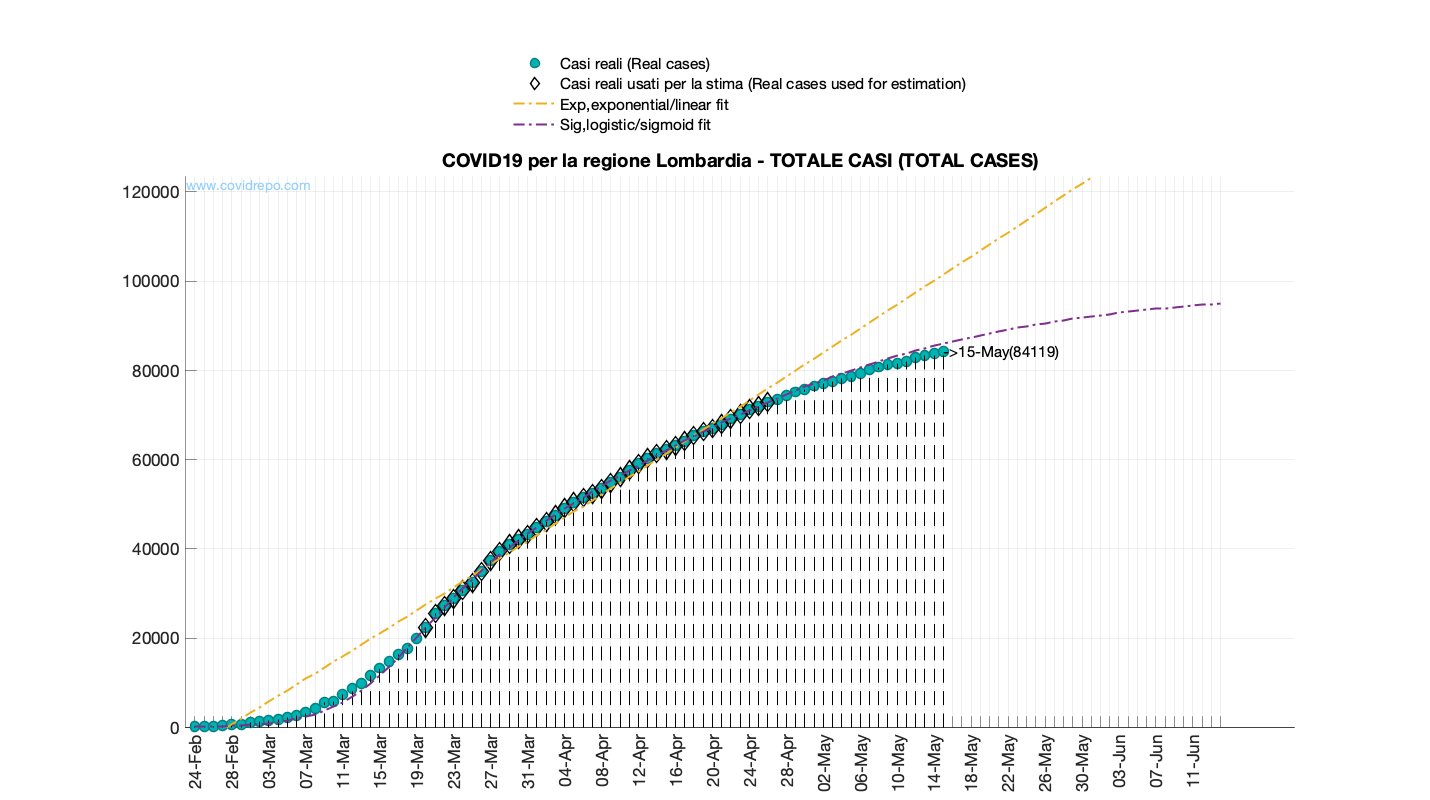 Casi reali (Real cases)
Casi reali usati per la stima (Real cases used for estimation)
Exp,exponential/linear fit
Sig,logistic/sigmoid fit
COVID19 per la regione Lombardia - TOTALE CASI (TOTAL CASES)
www.covidrepo.com
120000
100000
80000
60000
40000
20000
0
->15-May(84119)
24-Feb
28-Feb
03-Mar
07-Mar
11-Mar
15-Mar
19-Mar
23-Mar
27-Mar
31-Mar
04-Apr
08-Apr
12-Apr
16-Apr
20-Apr
24-Apr
28-Apr
02-May
06-May
10-May
14-May
18-May
22-May
26-May
30-May
03-Jun
07-Jun
11-Jun